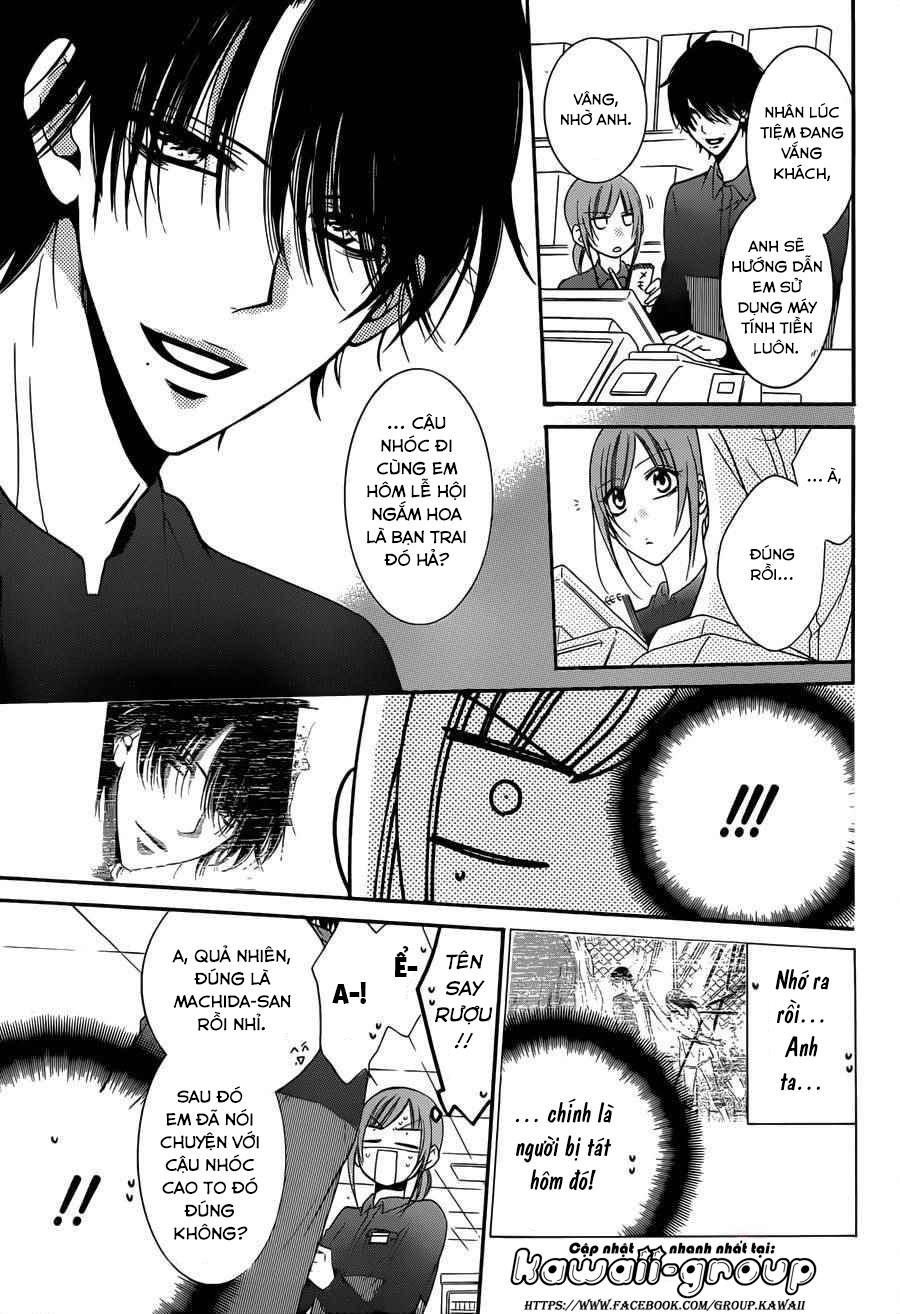 NHÂN LÚC
TIỆM ĐANG
VẮNG
KHÁCH,
ANH SẼ
HƯỚNG DẪN
EM SỬ
DỤNG MÁY
TÍNH TIỀN
LUÔN.
VÂNG,
NHỜ ANH.
... À,
ĐÚNG
RỒI...
... CẬU
NHÓC ĐI
CÙNG EM
HÔM LỄ HỘI
NGẮM HOA
LÀ BẠN TRAI
ĐÓ HẢ?
!!!
Nhớ ra
rồi...
Anh
ta...
... chính là
người bị tát
hôm đó!
TÊN
SAY
RƯỢU
!!
Ể-
A-!
A, QUẢ NHIÊN,
ĐÚNG LÀ
MACHIDA-SAN
RỒI NHỈ.
SAU ĐÓ
EM ĐÃ NÓI
CHUYỆN VỚI
CẬU NHÓC
CAO TO ĐÓ
ĐÚNG
KHÔNG?
!!
Cập nhật nhanh nhất tại:
kawaii-group
HTTPS://WWW.FACEBOOK.COM/GROUP.KAWAII